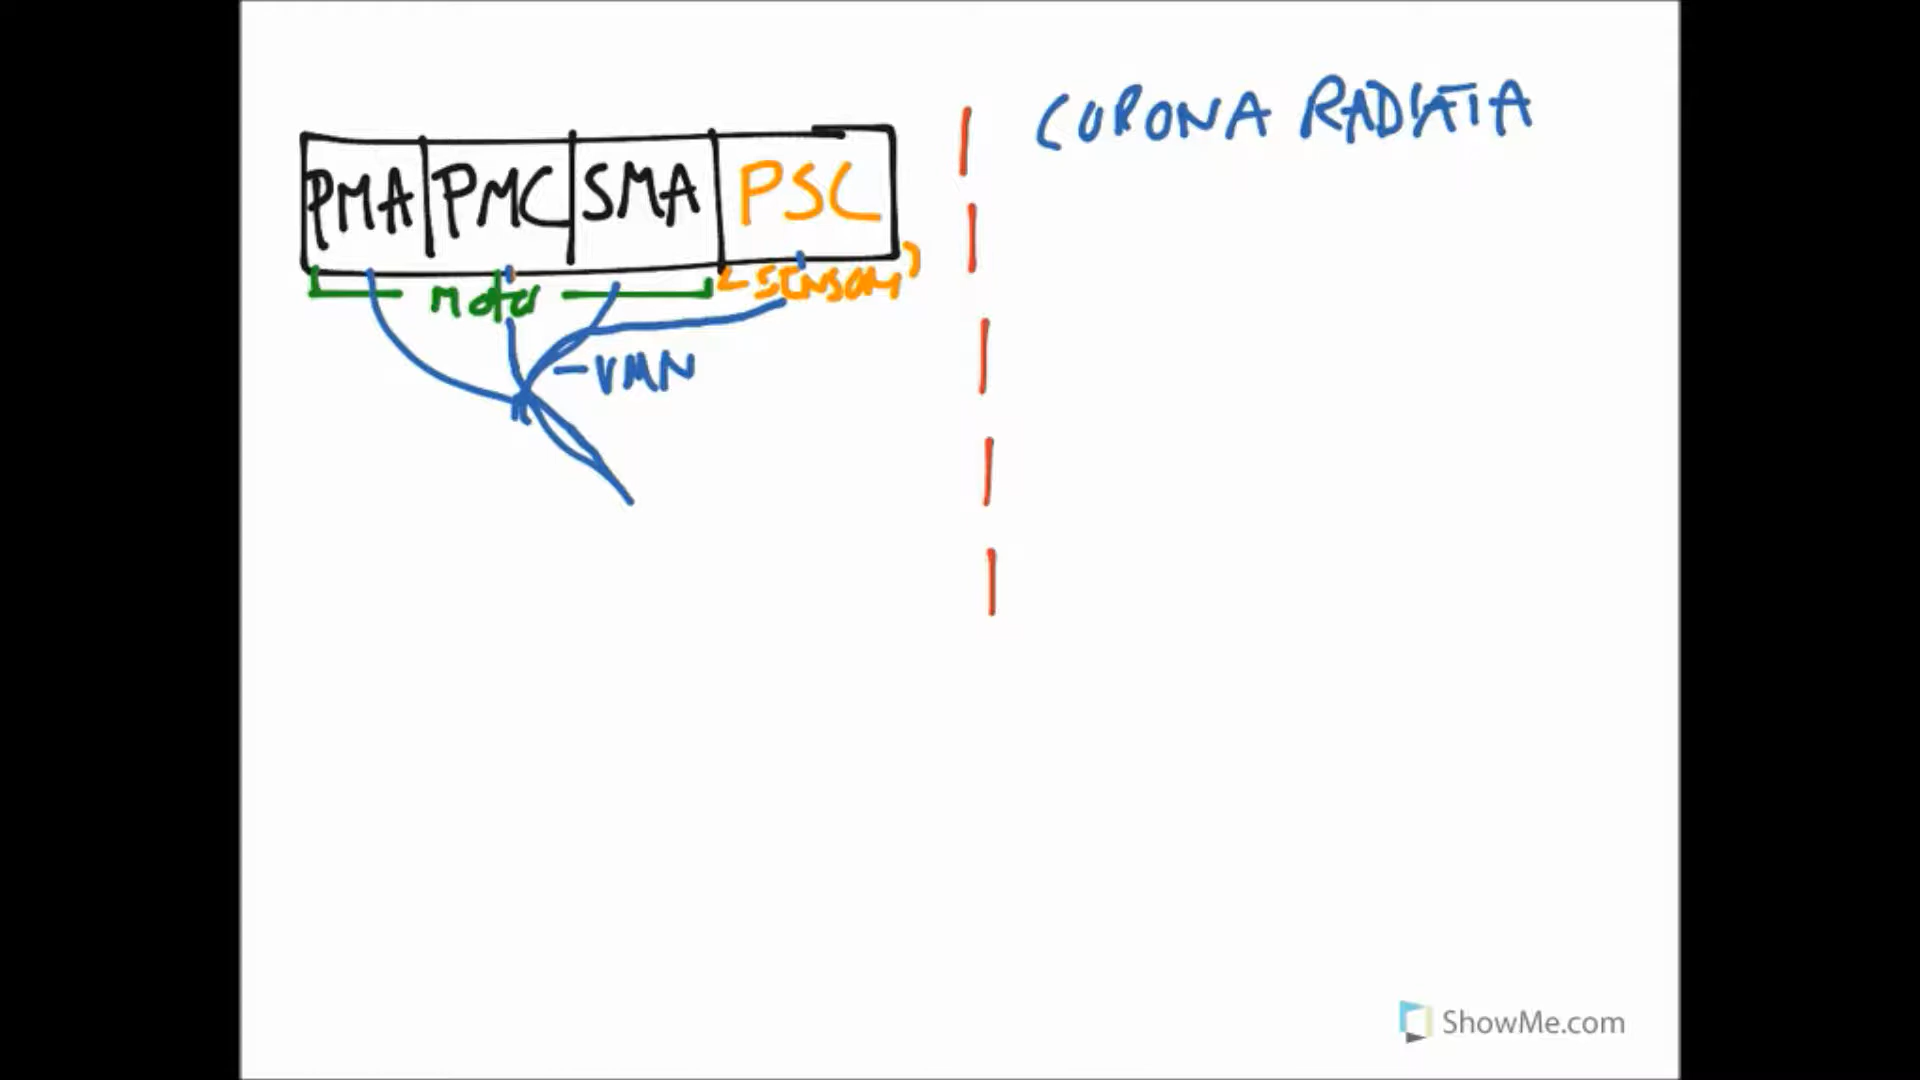 CORONA RADIATA
PMA PMC SMA PSC
Motor
SENSORY
VMN
ShowMe.com